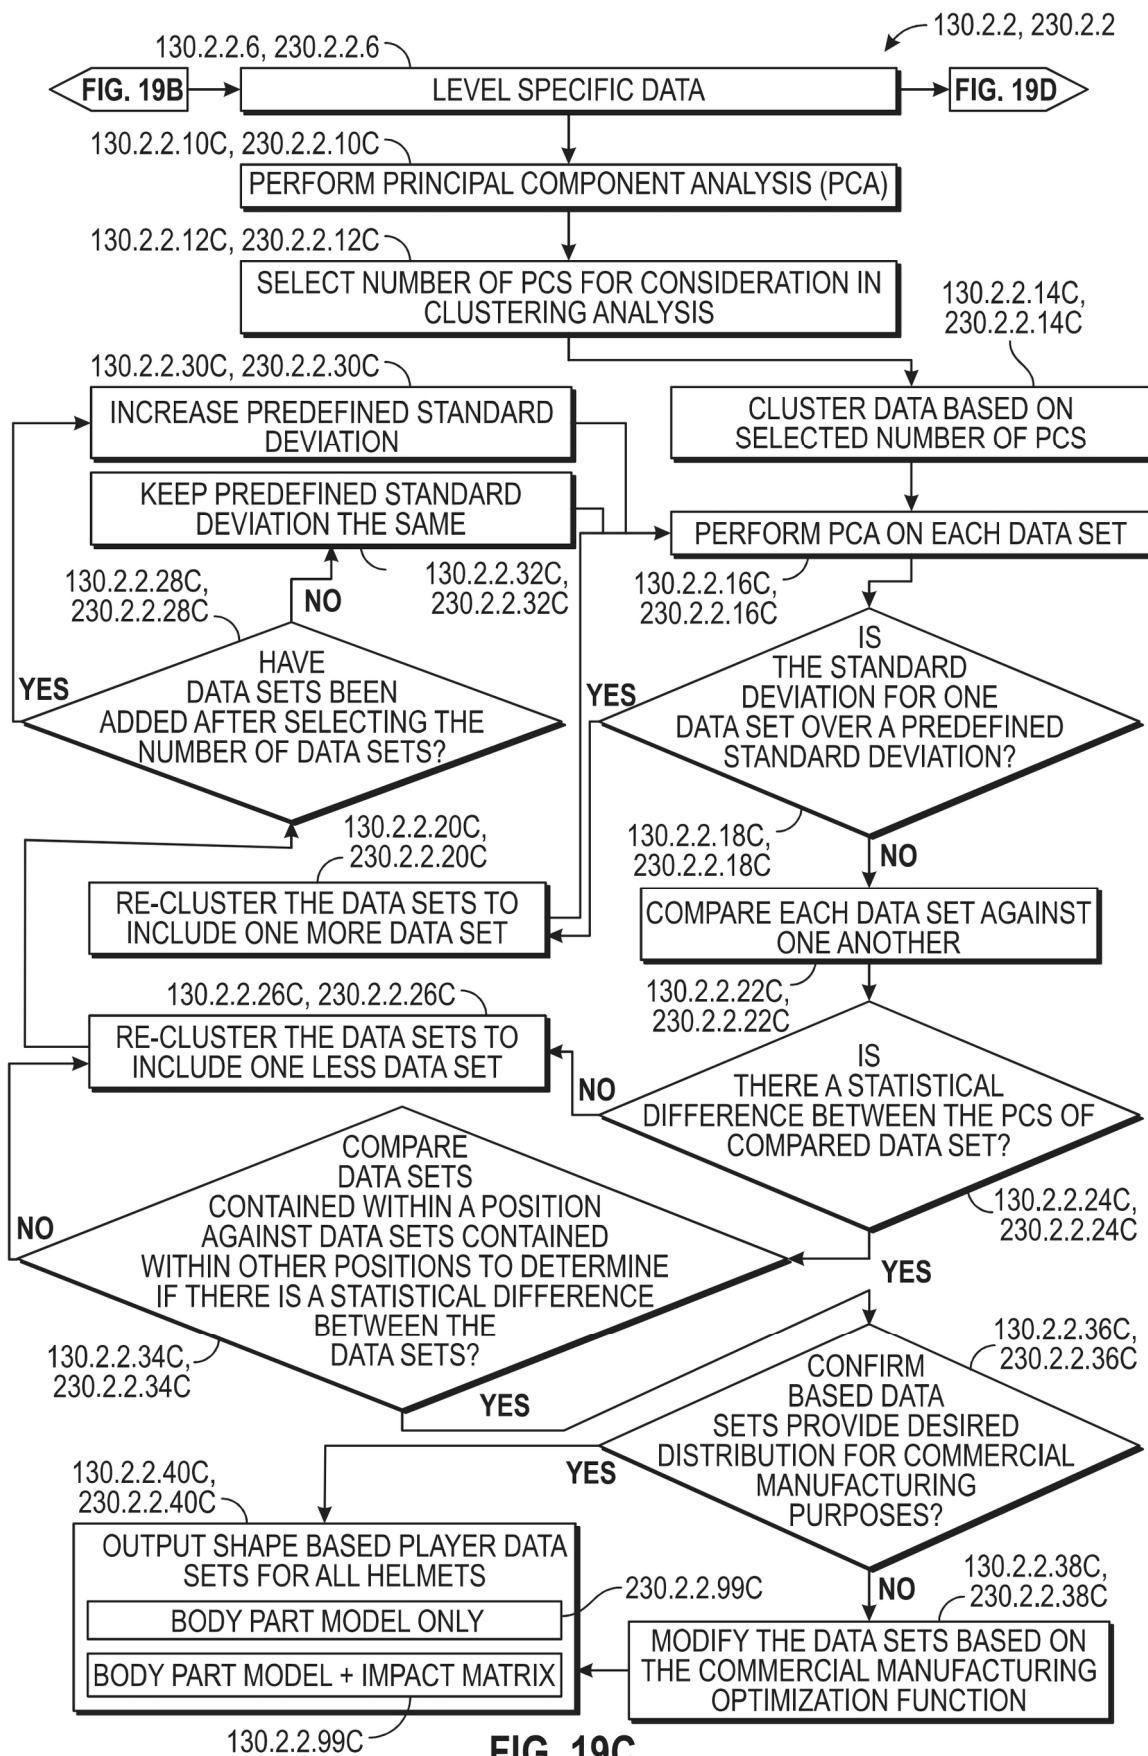 130.2.2, 230.2.2
130.2.2.6, 230.2.2.6
FIG. 19B
LEVEL SPECIFIC DATA
FIG. 19D
130.2.2.10C, 230.2.2.10C
PERFORM PRINCIPAL COMPONENT ANALYSIS (PCA)
130.2.2.12C, 230.2.2.12C
SELECT NUMBER OF PCS FOR CONSIDERATION IN
CLUSTERING ANALYSIS
130.2.2.14C,
230.2.2.14C
130.2.2.30C, 230.2.2.30C
INCREASE PREDEFINED STANDARD
DEVIATION
CLUSTER DATA BASED ON
SELECTED NUMBER OF PCS
KEEP PREDEFINED STANDARD
DEVIATION THE SAME
PERFORM PCA ON EACH DATA SET
130.2.2.28C,
230.2.2.28C
NO
130.2.2.32C,
230.2.2.32C
130.2.2.16C,
230.2.2.16C
YES
HAVE
DATA SETS BEEN
ADDED AFTER SELECTING THE
NUMBER OF DATA SETS?
YES
IS
THE STANDARD
DEVIATION FOR ONE
DATA SET OVER A PREDEFINED
STANDARD DEVIATION?
130.2.2.20C,
230.2.2.20C
130.2.2.18C,
230.2.2.18C
NO
RE-CLUSTER THE DATA SETS TO
INCLUDE ONE MORE DATA SET
COMPARE EACH DATA SET AGAINST
ONE ANOTHER
130.2.2.26C, 230.2.2.26C
130.2.2.22C,
230.2.2.22C
RE-CLUSTER THE DATA SETS TO
INCLUDE ONE LESS DATA SET
NO
IS
THERE A STATISTICAL
DIFFERENCE BETWEEN THE PCS OF
COMPARED DATA SET?
130.2.2.24C,
230.2.2.24C
NO
COMPARE
DATA SETS
CONTAINED WITHIN A POSITION
AGAINST DATA SETS CONTAINED
WITHIN OTHER POSITIONS TO DETERMINE
IF THERE IS A STATISTICAL DIFFERENCE
BETWEEN THE
DATA SETS?
YES
130.2.2.34C,
230.2.2.34C
YES
130.2.2.36C,
230.2.2.36C
CONFIRM
BASED DATA
SETS PROVIDE DESIRED
DISTRIBUTION FOR COMMERCIAL
MANUFACTURING
PURPOSES?
YES
130.2.2.40C,
230.2.2.40C
OUTPUT SHAPE BASED PLAYER DATA
SETS FOR ALL HELMETS
BODY PART MODEL ONLY
BODY PART MODEL + IMPACT MATRIX
230.2.2.99C
NO
130.2.2.38C,
230.2.2.38C
MODIFY THE DATA SETS BASED ON
THE COMMERCIAL MANUFACTURING
OPTIMIZATION FUNCTION
130.2.2.99C
FIG. 19C